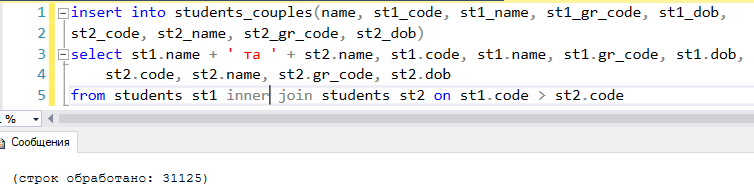 1 insert into students_couples(name, st1_code, st1_name, st1_gr_code, st1_dob,
2 st2_code, st2_name, st2_gr_code, st2_dob)
3 select st1.name + ' та ' + st2.name, st1.code, st1.name, st1.gr_code, st1.dob,
4 st2.code, st2.name, st2.gr_code, st2.dob
5 from students st1 inner join students st2 on st1.code > st2.code
%
Сообщения
(строк обработано: 31125)